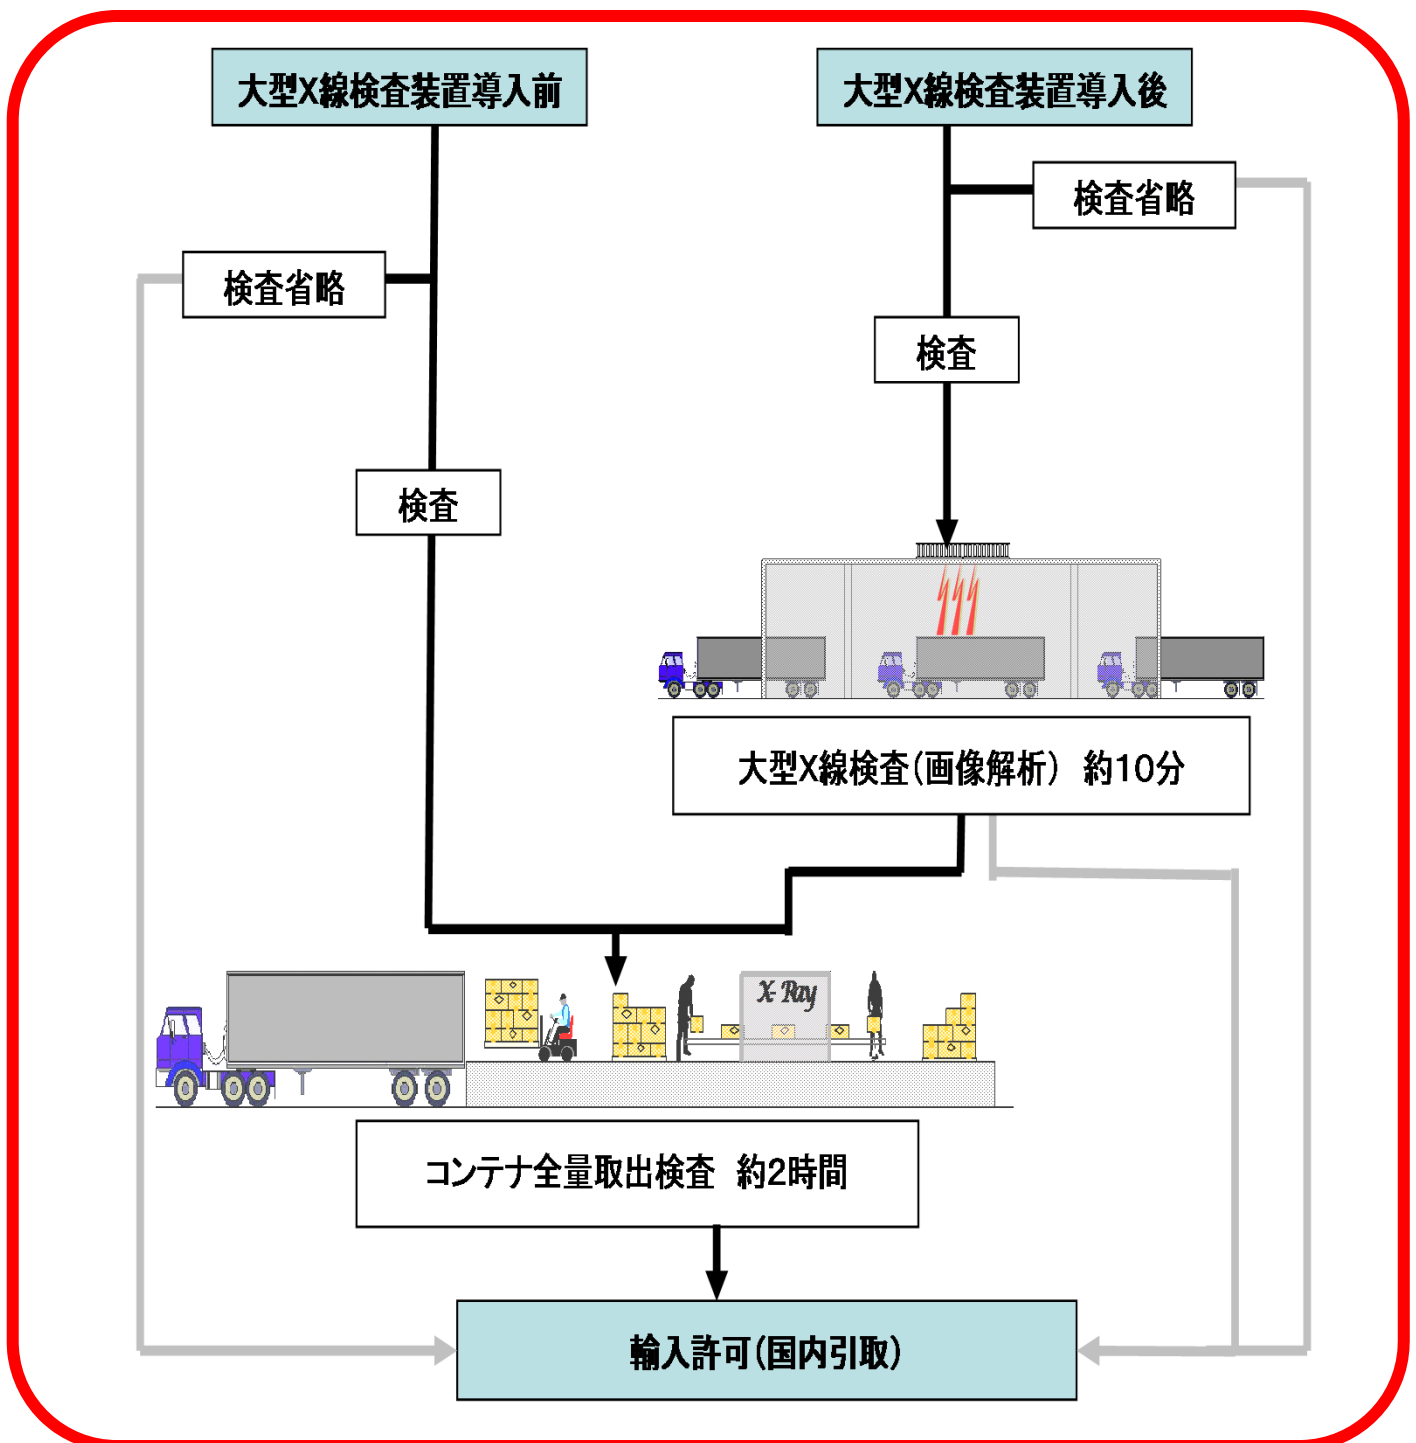 大型X線検査装置導入前
大型X線検査装置導入後
検査省略
検査省略
検査
検査
大型X線検査(画像解析) 約10分
X-Ray
コンテナ全量取出検査 約2時間
輸入許可(国内引取)